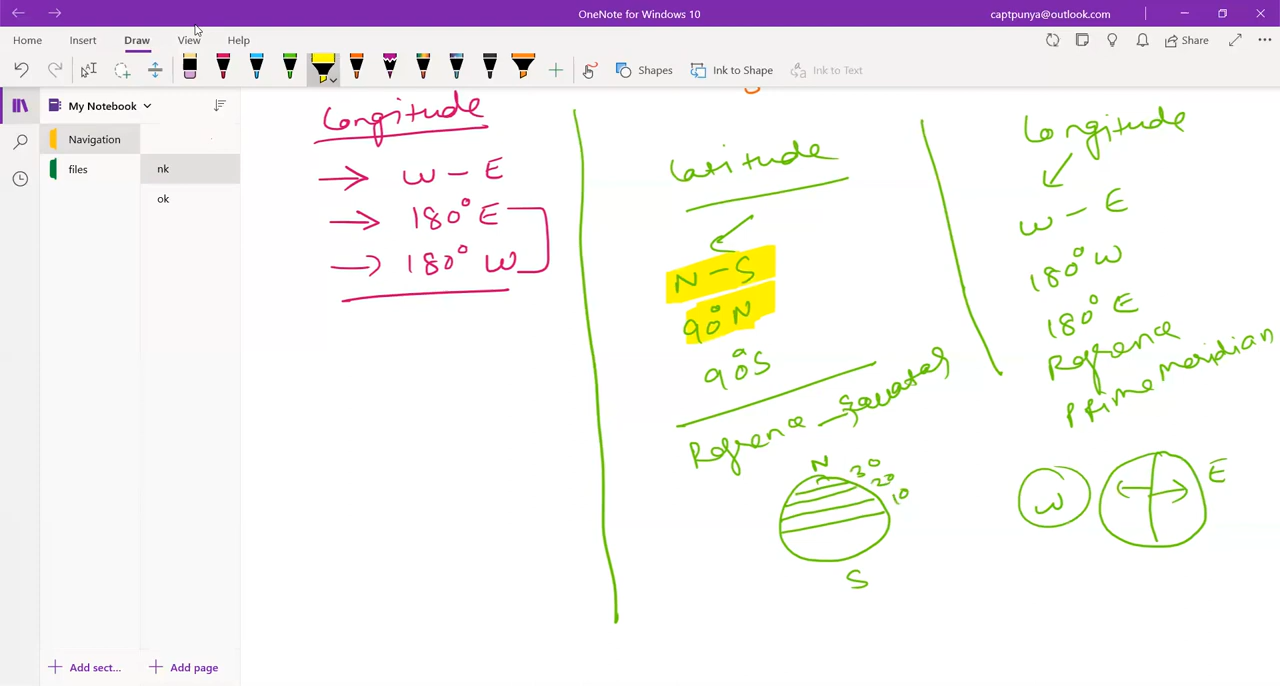 OneNote for Windows 10
captpunya@outlook.com
Home
Insert
Draw
View
Help
Share
Shapes
Ink to Shape
Ink to Text
My Notebook
Navigation
files
nk
ok
Add sect...
Add page
Longitude
→ W - E
→ 180° E
→ 180° W
Latitude
N - S
90° N
90° S
Reference - Equator
N
30
20
10
S
Longitude
W - E
180° W
180° E
Reference
Prime Meridian
W
E